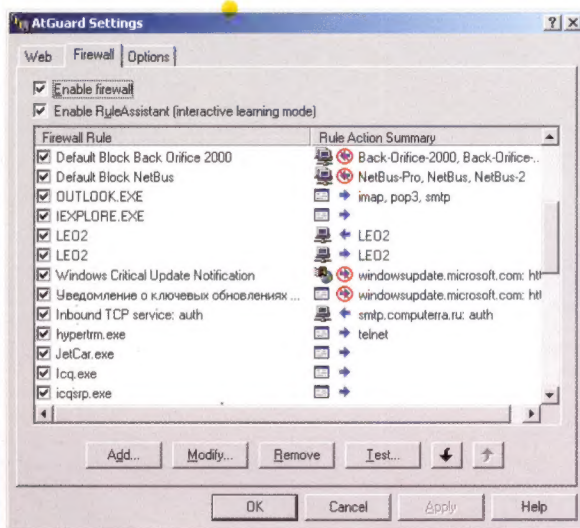 AtGuard Settings
Web Firewall Options
Enable firewall
Enable RuleAssistant (interactive learning mode)
Firewall Rule Rule Action Summary
Default Block Back Orifice 2000 Back-Orifice-2000, Back-Orifice-..
Default Block NetBus NetBus-Pro, NetBus, NetBus-2
OUTLOOK.EXE imap, pop3, smtp
IEXPLORE.EXE
LEO2 LEO2
LEO2 LEO2
Windows Critical Update Notification windowsupdate.microsoft.com: htt
Уведомление о ключевых обновлениях ... windowsupdate.microsoft.com: htt
Inbound TCP service: auth smtp.computerra.ru: auth
hypertrm.exe telnet
JetCar.exe
Icq.exe
icqsrp.exe
Add... Modify... Remove Test...
OK Cancel Apply Help